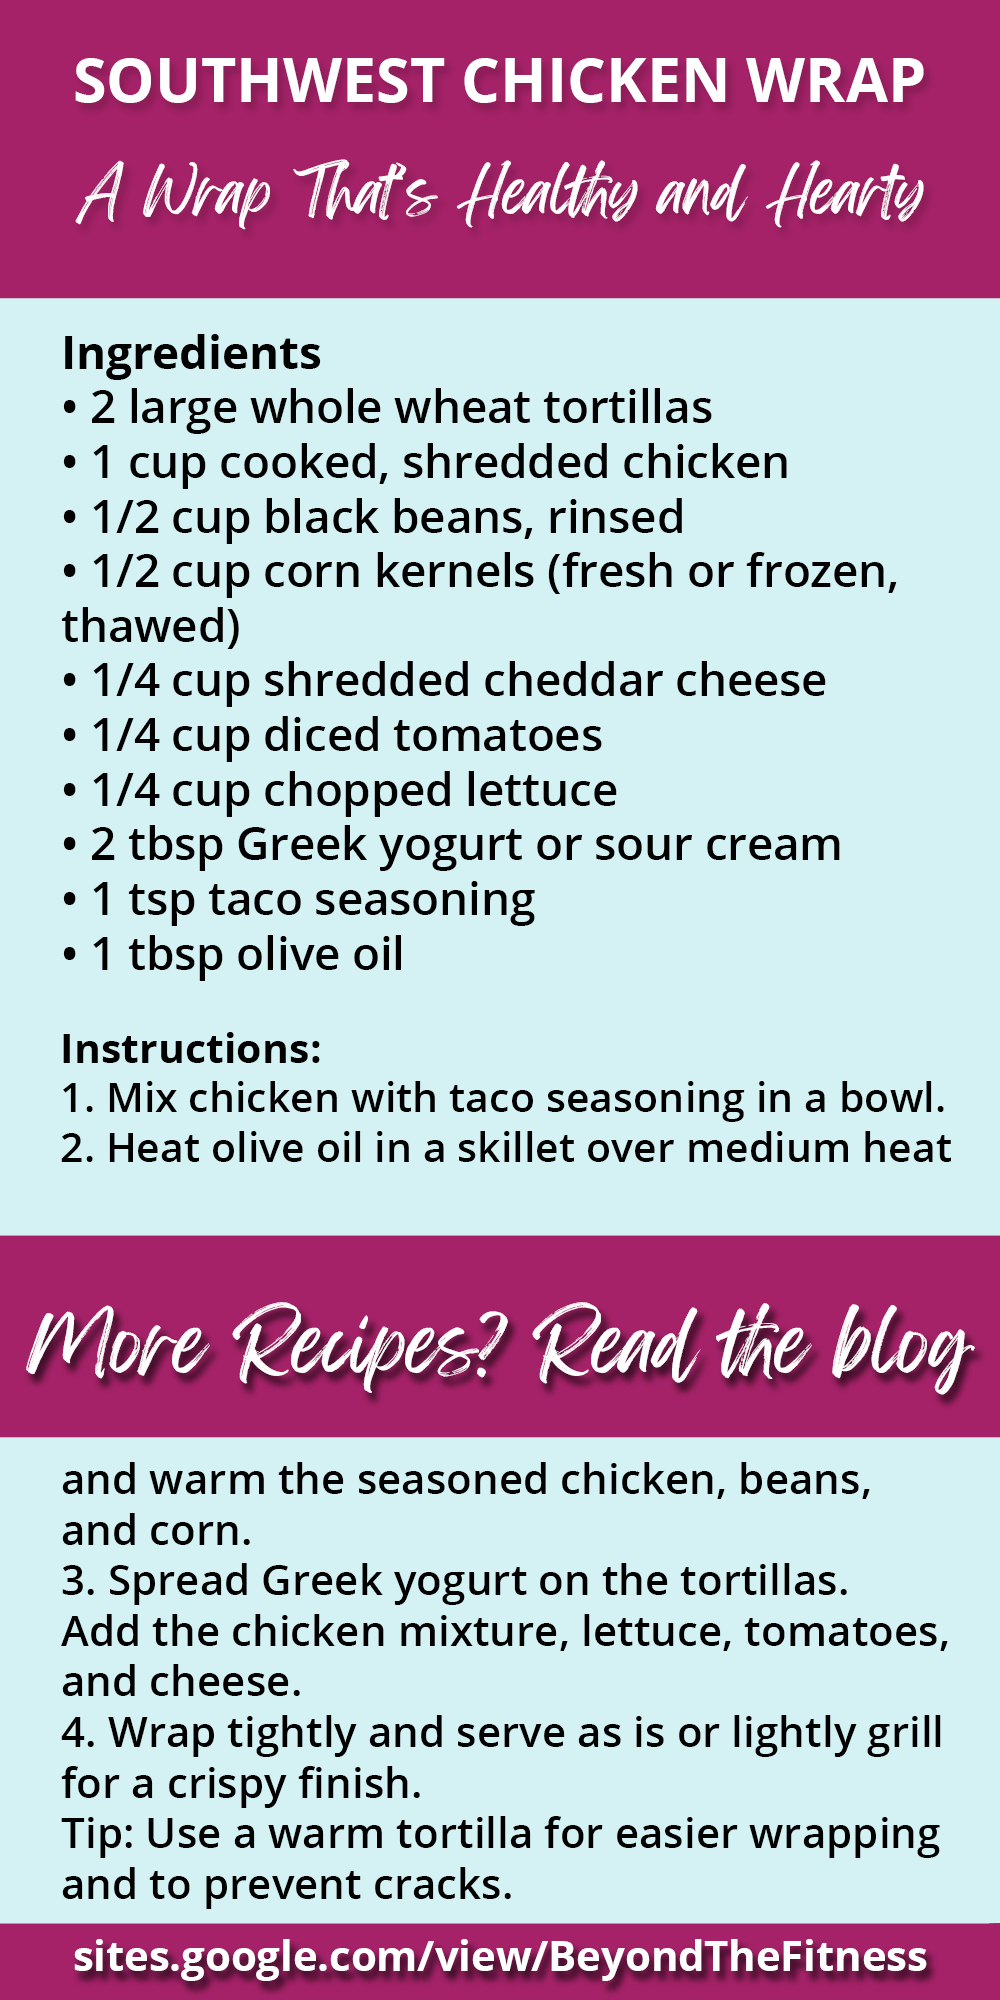 SOUTHWEST CHICKEN WRAP
A Wrap That's Healthy and Hearty
Ingredients
• 2 large whole wheat tortillas
• 1 cup cooked, shredded chicken
• 1/2 cup black beans, rinsed
• 1/2 cup corn kernels (fresh or frozen,
thawed)
• 1/4 cup shredded cheddar cheese
• 1/4 cup diced tomatoes
• 1/4 cup chopped lettuce
• 2 tbsp Greek yogurt or sour cream
• 1 tsp taco seasoning
• 1 tbsp olive oil
Instructions:
1. Mix chicken with taco seasoning in a bowl.
2. Heat olive oil in a skillet over medium heat
More Recipes? Read the blog
and warm the seasoned chicken, beans,
and corn.
3. Spread Greek yogurt on the tortillas.
Add the chicken mixture, lettuce, tomatoes,
and cheese.
4. Wrap tightly and serve as is or lightly grill
for a crispy finish.
Tip: Use a warm tortilla for easier wrapping
and to prevent cracks.
sites.google.com/view/BeyondTheFitness